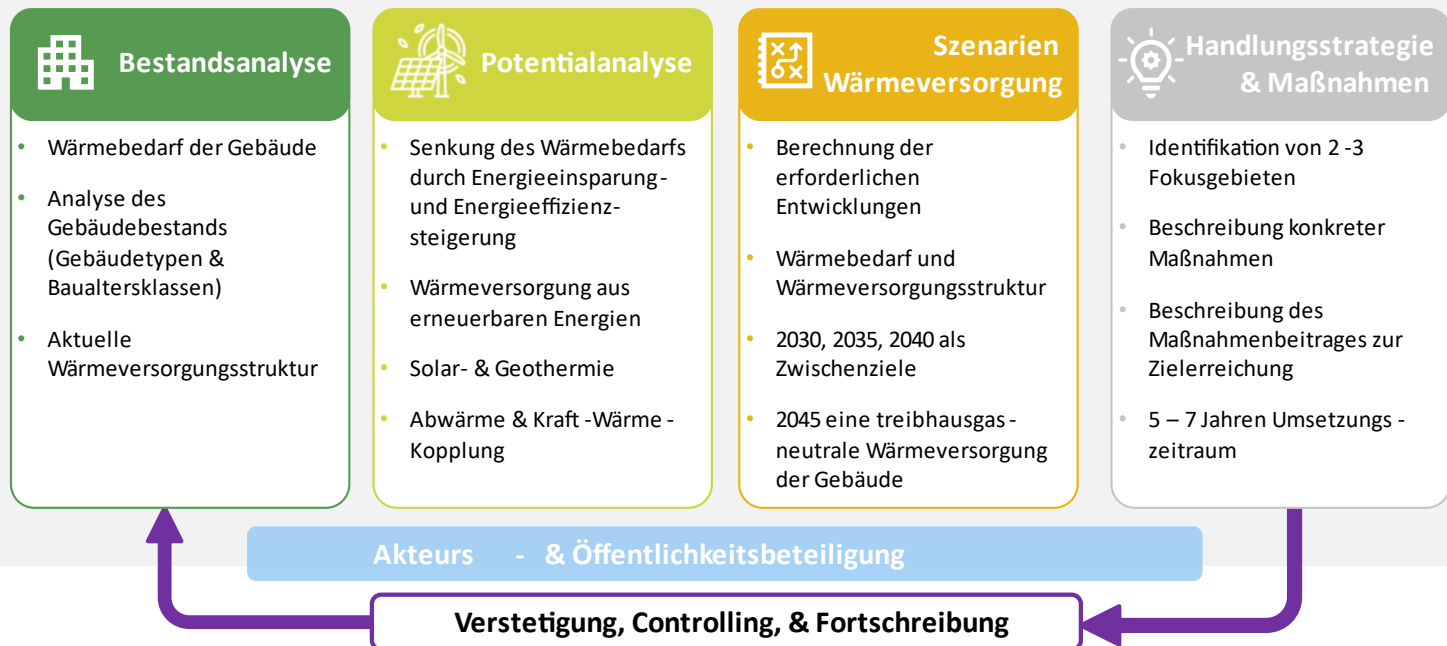 Bestandsanalyse
• Wärmebedarf der Gebäude
• Analyse des
Gebäudebestands
(Gebäudetypen &
Baualtersklassen)
• Aktuelle
Wärmeversorgungsstruktur
Potentialanalyse
• Senkung des Wärmebedarfs
durch Energieeinsparung-
und Energieeffizienz-
steigerung
• Wärmeversorgung aus
erneuerbaren Energien
• Solar- & Geothermie
• Abwärme & Kraft -Wärme -
Kopplung
Szenarien
Wärmeversorgung
• Berechnung der
erforderlichen
Entwicklungen
• Wärmebedarf und
Wärmeversorgungsstruktur
• 2030, 2035, 2040 als
Zwischenziele
• 2045 eine treibhausgas -
neutrale Wärmeversorgung
der Gebäude
Handlungsstrategie
& Maßnahmen
• Identifikation von 2 -3
Fokusgebieten
• Beschreibung konkreter
Maßnahmen
• Beschreibung des
Maßnahmenbeitrages zur
Zielerreichung
• 5 – 7 Jahren Umsetzungs -
zeitraum
Akteurs - & Öffentlichkeitsbeteiligung
Verstetigung, Controlling, & Fortschreibung